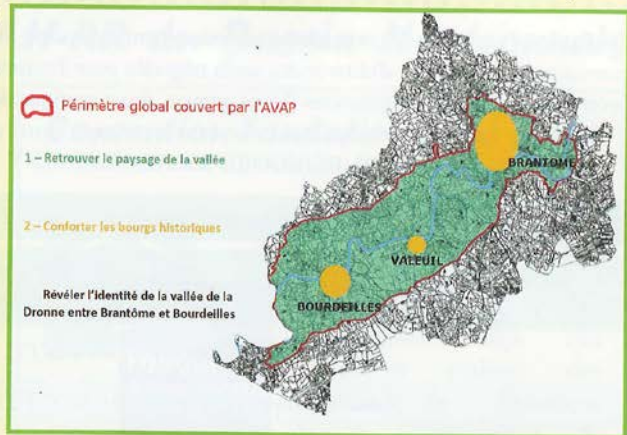 Périmètre global couvert par l'AVAP
1 – Retrouver le paysage de la vallée
2 – Conforter les bourgs historiques
Révéler l'identité de la vallée de la
Dronne entre Brantôme et Bourdeilles
BRANTOME
VALEUIL
BOURDEILLES